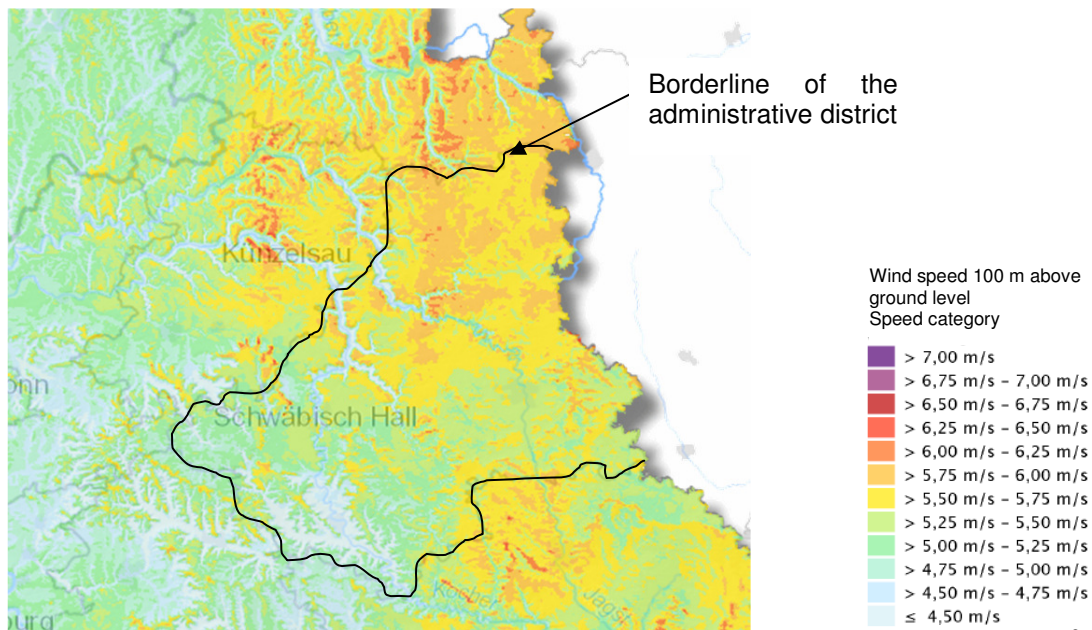 Borderline of the
administrative district
Künzelsau
onn
Schwäbisch Hall
Kocher
Jagst
burg
Wind speed 100 m above
ground level
Speed category
> 7,00 m/s
> 6,75 m/s – 7,00 m/s
> 6,50 m/s – 6,75 m/s
> 6,25 m/s – 6,50 m/s
> 6,00 m/s – 6,25 m/s
> 5,75 m/s – 6,00 m/s
> 5,50 m/s – 5,75 m/s
> 5,25 m/s – 5,50 m/s
> 5,00 m/s – 5,25 m/s
> 4,75 m/s – 5,00 m/s
> 4,50 m/s – 4,75 m/s
≤ 4,50 m/s